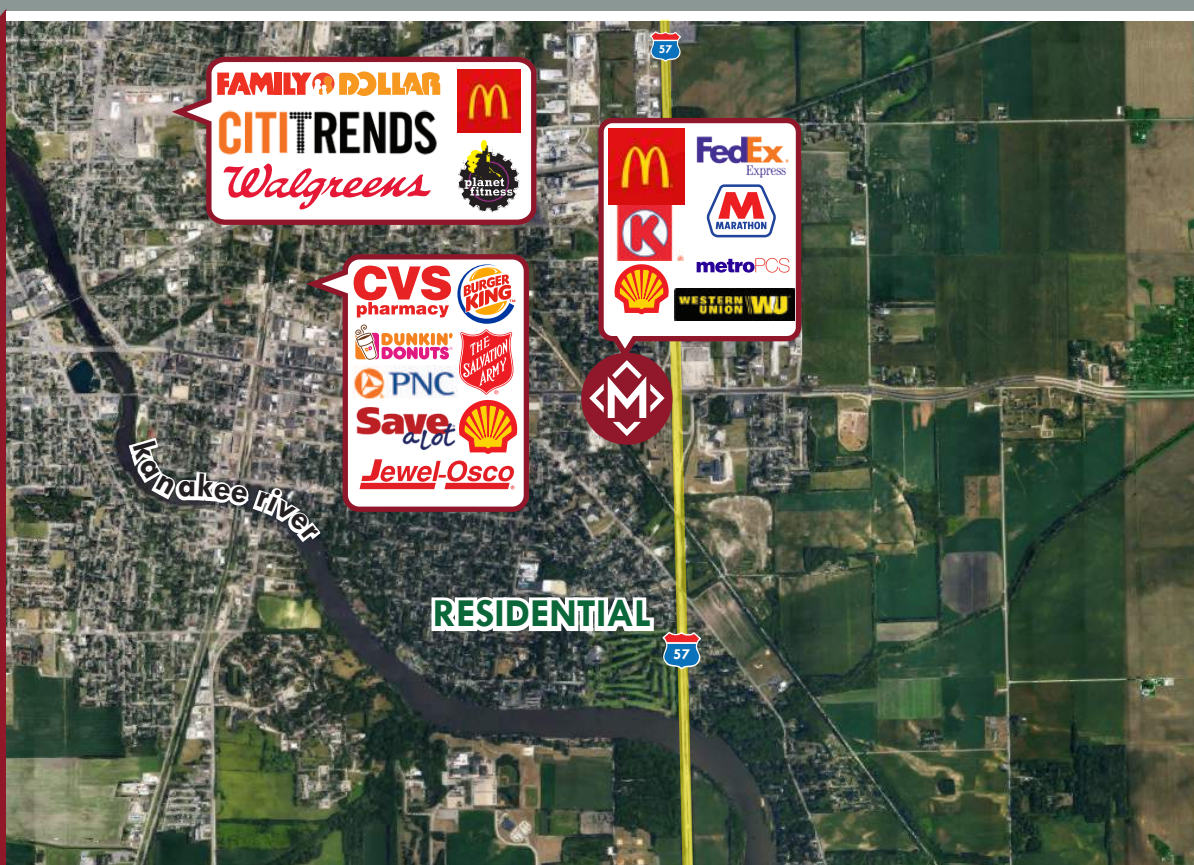 57
FAMILY DOLLAR
M
CITITRENDS
Walgreens
planet
fitness
M
FedEx
Express
K
M
MARATHON
metroPCS
WESTERN
UNION WU
CVS
pharmacy
BURGER
KING
DUNKIN'
DONUTS
THE
SALVATION
ARMY
PNC
Save
a lot
Jewel-Osco
M
kanakee river
RESIDENTIAL
57